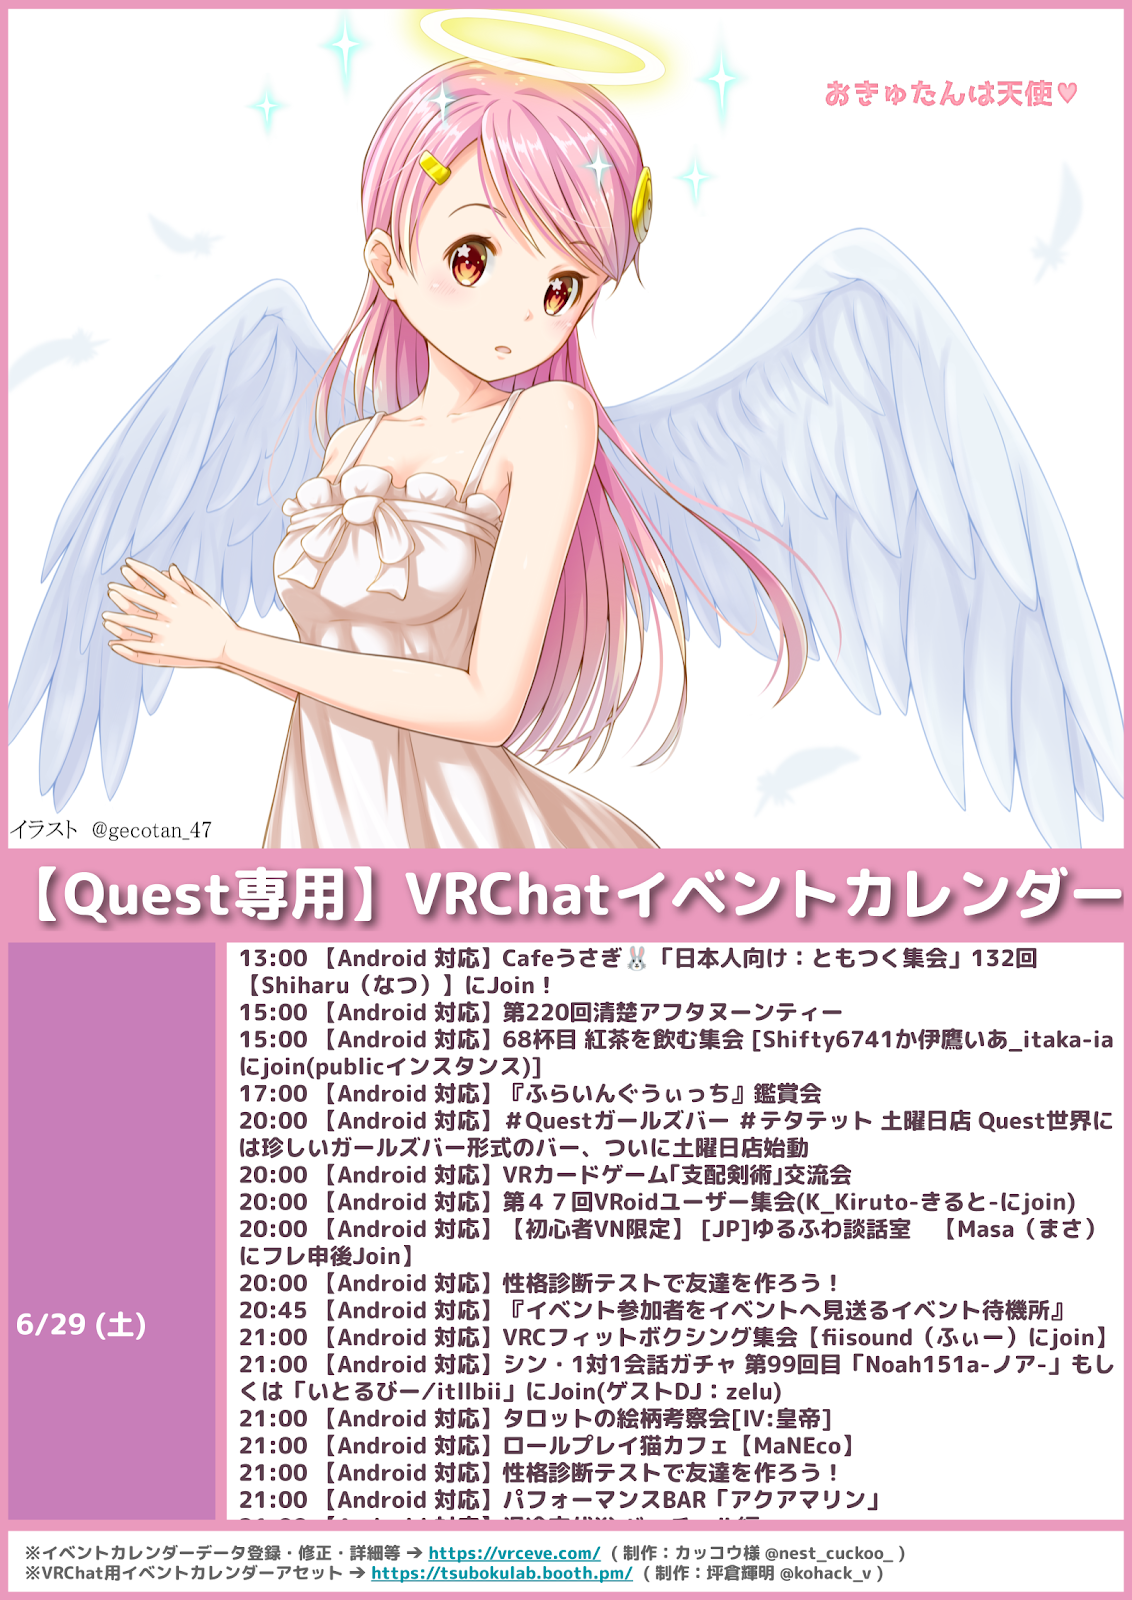 おきゅたんは天使♥
イラスト @gecotan_47
【Quest専用】VRChatイベントカレンダー
6/29 (土)
13:00 【Android 対応】Cafeうさぎ🐰「日本人向け：ともつく集会」132回
【Shiharu（なつ）】にJoin！
15:00 【Android 対応】第220回清楚アフタヌーンティー
15:00 【Android 対応】68杯目 紅茶を飲む集会 [Shifty6741か伊鷹いあ_itaka-ia
にjoin(publicインスタンス)]
17:00 【Android 対応】『ふらいんぐうぃっち』鑑賞会
20:00 【Android 対応】＃Questガールズバー ＃テタテット 土曜日店 Quest世界に
は珍しいガールズバー形式のバー、ついに土曜日店始動
20:00 【Android 対応】VRカードゲーム｢支配剣術｣交流会
20:00 【Android 対応】第４７回VRoidユーザー集会(K_Kiruto-きると-にjoin)
20:00 【Android 対応】【初心者VN限定】 [JP]ゆるふわ談話室　【Masa（まさ）
にフレ申後Join】
20:00 【Android 対応】性格診断テストで友達を作ろう！
20:45 【Android 対応】『イベント参加者をイベントへ見送るイベント待機所』
21:00 【Android 対応】VRCフィットボクシング集会【fiisound（ふぃー）にjoin】
21:00 【Android 対応】シン・1対1会話ガチャ 第99回目「Noah151a-ノア-」もし
くは「いとるびー/itllbii」にJoin(ゲストDJ：zelu)
21:00 【Android 対応】タロットの絵柄考察会[Ⅳ:皇帝]
21:00 【Android 対応】ロールプレイ猫カフェ【MaNEco】
21:00 【Android 対応】性格診断テストで友達を作ろう！
21:00 【Android 対応】パフォーマンスBAR「アクアマリン」
※イベントカレンダーデータ登録・修正・詳細等 → https://vrceve.com/ （制作：カッコウ様 @nest_cuckoo_ ）
※VRChat用イベントカレンダーアセット → https://tsubokulab.booth.pm/ （制作：坪倉輝明 @kohack_v ）